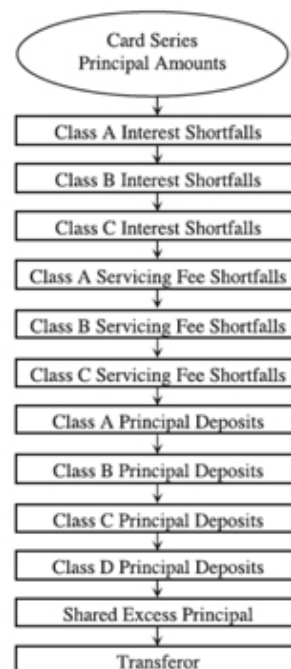 Card Series
Principal Amounts
Class A Interest Shortfalls
Class B Interest Shortfalls
Class C Interest Shortfalls
Class A Servicing Fee Shortfalls
Class B Servicing Fee Shortfalls
Class C Servicing Fee Shortfalls
Class A Principal Deposits
Class B Principal Deposits
Class C Principal Deposits
Class D Principal Deposits
Shared Excess Principal
Transferor